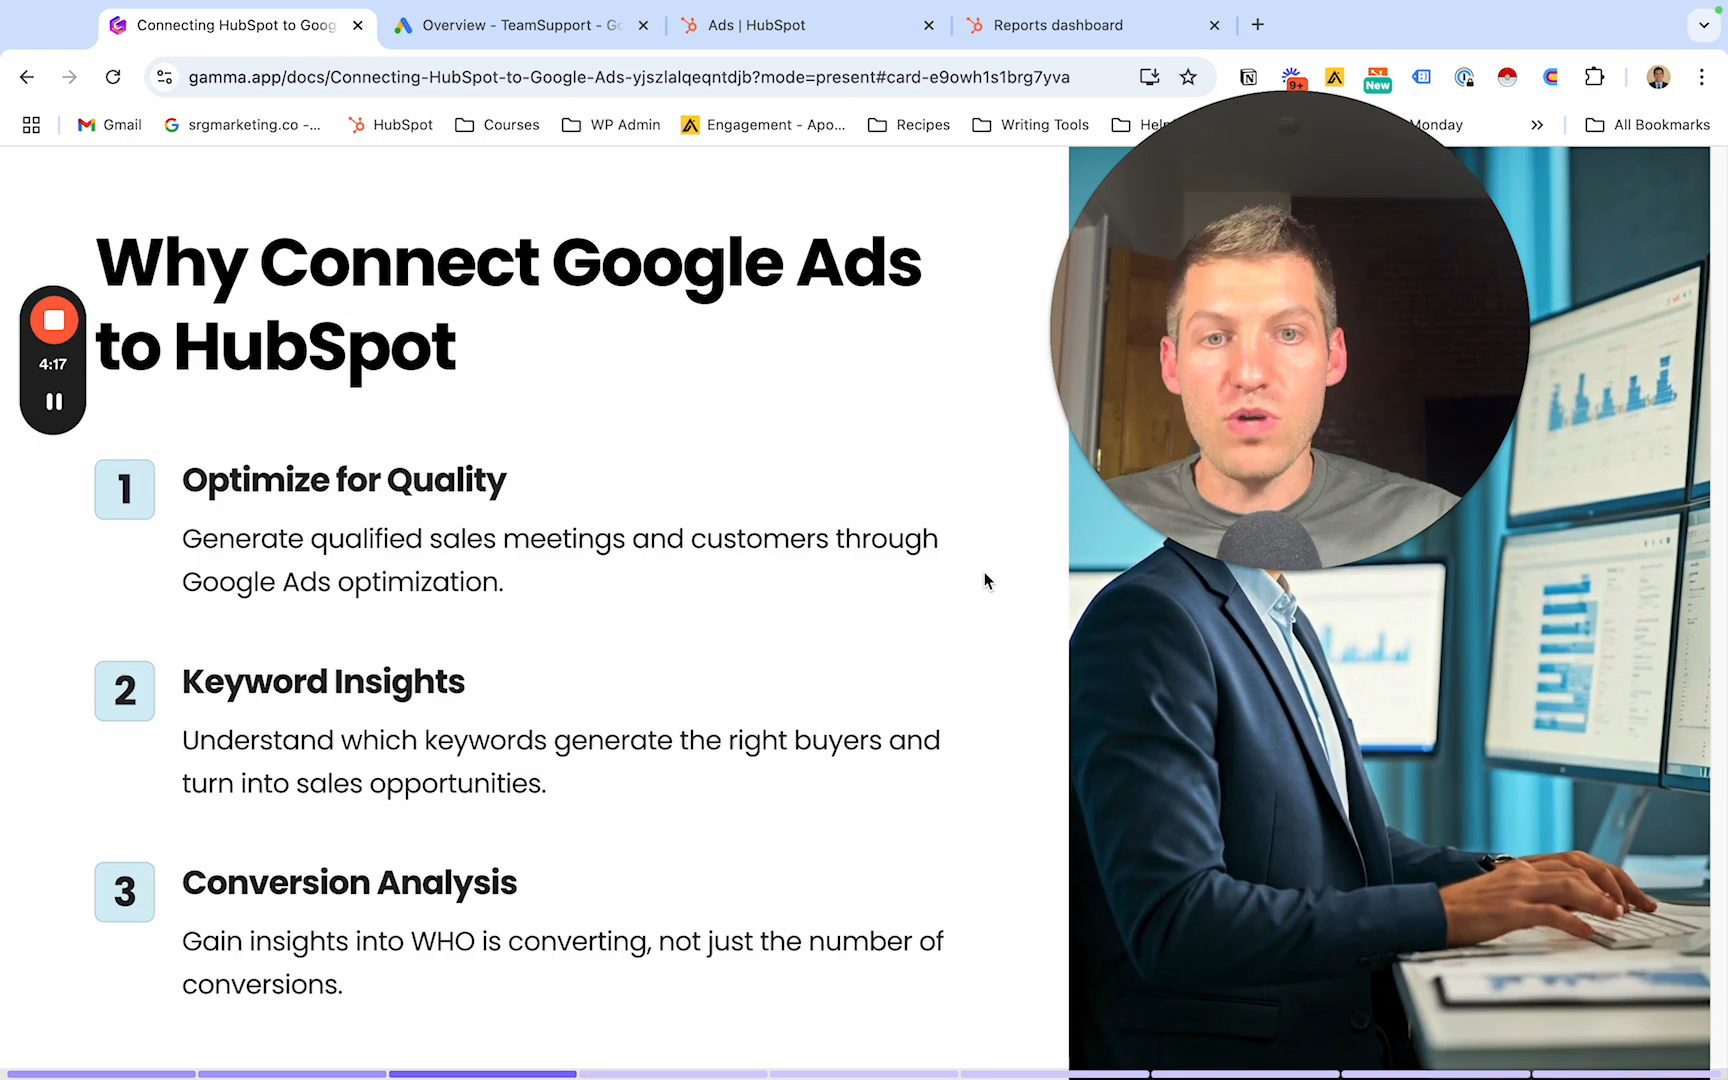 Connecting HubSpot to Goog
Overview - TeamSupport - Go
Ads | HubSpot
Reports dashboard
gamma.app/docs/Connecting-HubSpot-to-Google-Ads-yjszlalqeqntdjb?mode=present#card-e9owh1s1brg7yva
9+
New
Gmail
srgmarketing.co -...
HubSpot
Courses
WP Admin
Engagement - Apo...
Recipes
Writing Tools
Monday
All Bookmarks
Why Connect Google Ads
to HubSpot
4:17
1
Optimize for Quality
Generate qualified sales meetings and customers through
Google Ads optimization.
2
Keyword Insights
Understand which keywords generate the right buyers and
turn into sales opportunities.
3
Conversion Analysis
Gain insights into WHO is converting, not just the number of
conversions.